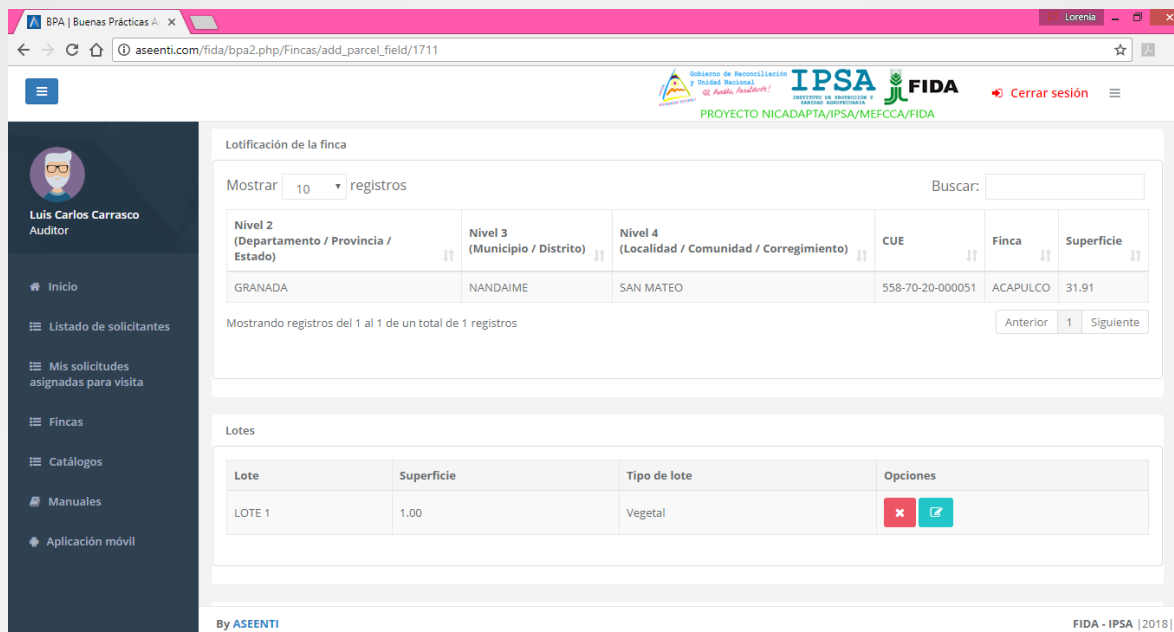 BPA | Buenas Prácticas A
Lorenia
aseenti.com/fida/bpa2.php/Fincas/add_parcel_field/1711
Gobierno de Reconciliación
y Unidad Nacional
El Pueblo, Presidente!
IPSA
INSTITUTO DE PROTECCIÓN Y
SANIDAD AGROPECUARIA
FIDA
PROYECTO NICADAPTA/IPSA/MEFCCA/FIDA
Cerrar sesión
Luis Carlos Carrasco
Auditor
Inicio
Listado de solicitantes
Mis solicitudes
asignadas para visita
Fincas
Catálogos
Manuales
Aplicación móvil
Lotificación de la finca
Mostrar 10 registros
Buscar:
Nivel 2
(Departamento / Provincia /
Estado)
Nivel 3
(Municipio / Distrito)
Nivel 4
(Localidad / Comunidad / Corregimiento)
CUE
Finca
Superficie
GRANADA NANDAIME SAN MATEO 558-70-20-000051 ACAPULCO 31.91
Mostrando registros del 1 al 1 de un total de 1 registros
Anterior 1 Siguiente
Lotes
Lote Superficie Tipo de lote Opciones
LOTE 1 1.00 Vegetal
By ASEENTI
FIDA - IPSA |2018|